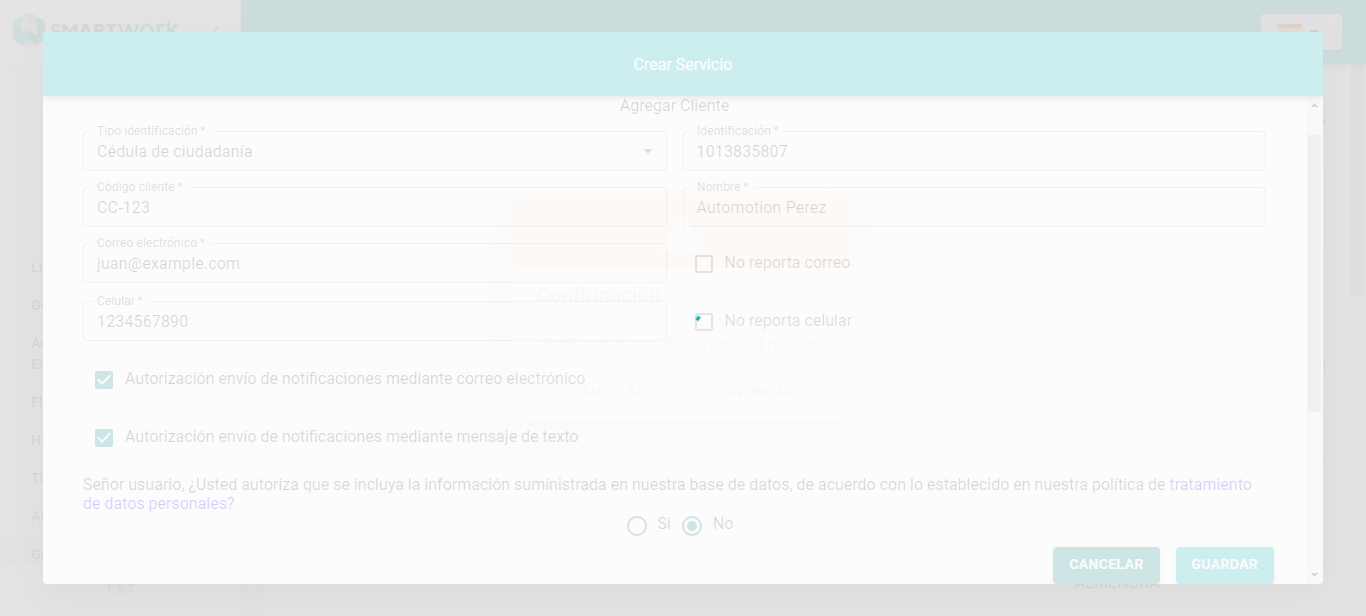 SMARTWORK
Crear Servicio
Agregar Cliente
Tipo identificación *
Cédula de ciudadanía
Identificación *
1013835807
Código cliente *
CC-123
Nombre *
Automotion Perez
Correo electrónico *
juan@example.com
No reporta correo
Confirmación
Celular *
1234567890
No reporta celular
¿Está seguro que desea crear el registro?
Autorización envío de notificaciones mediante correo electrónico
CANCELAR CONTINUAR
Autorización envío de notificaciones mediante mensaje de texto
Señor usuario, ¿Usted autoriza que se incluya la información suministrada en nuestra base de datos, de acuerdo con lo establecido en nuestra política de tratamiento
de datos personales?
Si No
CANCELAR GUARDAR
ALMENDRA
1.5.7